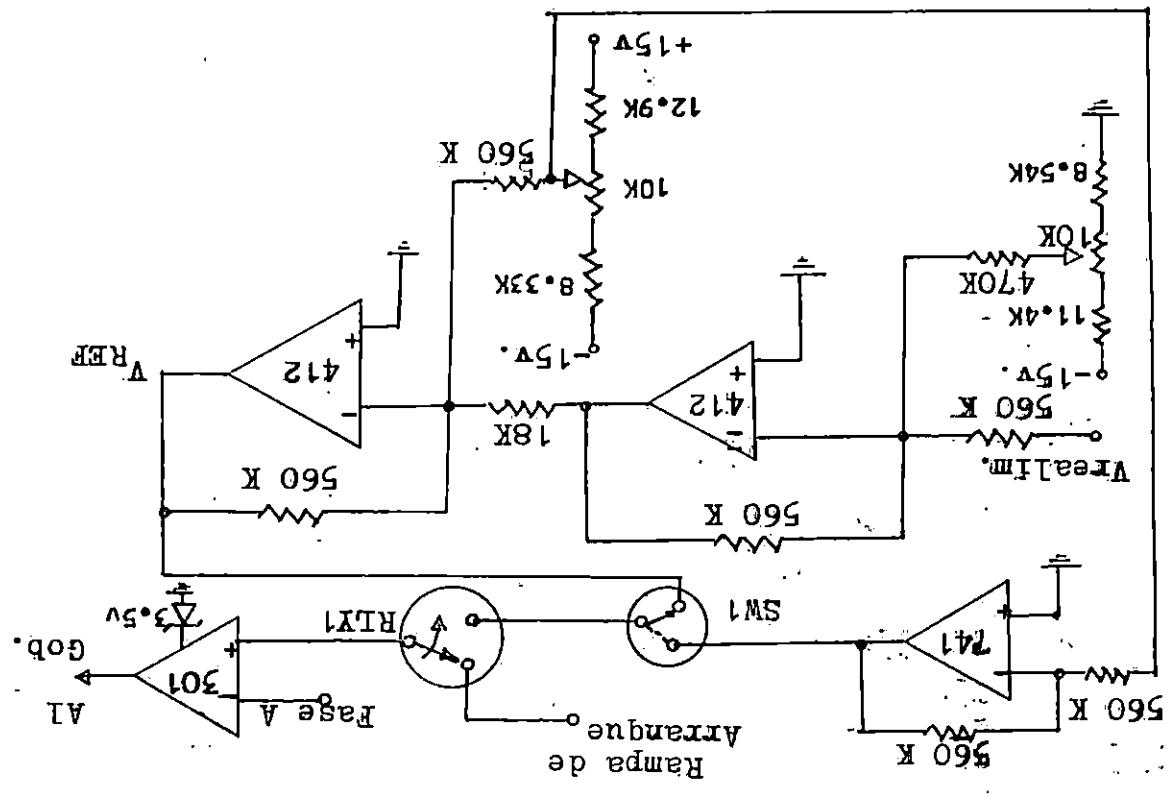 Rampa de
Arranque
560 K
560 K
Fase A
A1
Gob.
-
301
+
3.5v
RLY1
SW1
-
741
+
560 K
560 K
Vrealim.
560 K
18K
-
412
+
-
412
+
V REF
-15v.
-15v.
11.4K
470K
10K
8.54K
8.33K
10K
12.9K
+15v
560 K